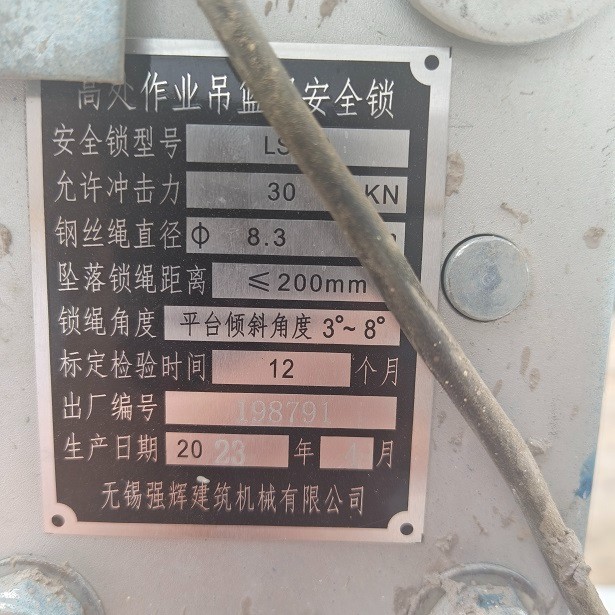 高处作业吊篮 安全锁
安全锁型号 LS
允许冲击力 30 KN
钢丝绳直径 Φ 8.3
坠落锁绳距离 ≤200mm
锁绳角度 平台倾斜角度 3°~8°
标定检验时间 12 个月
出厂编号 198791
生产日期 2023 年 4 月
无锡强辉建筑机械有限公司